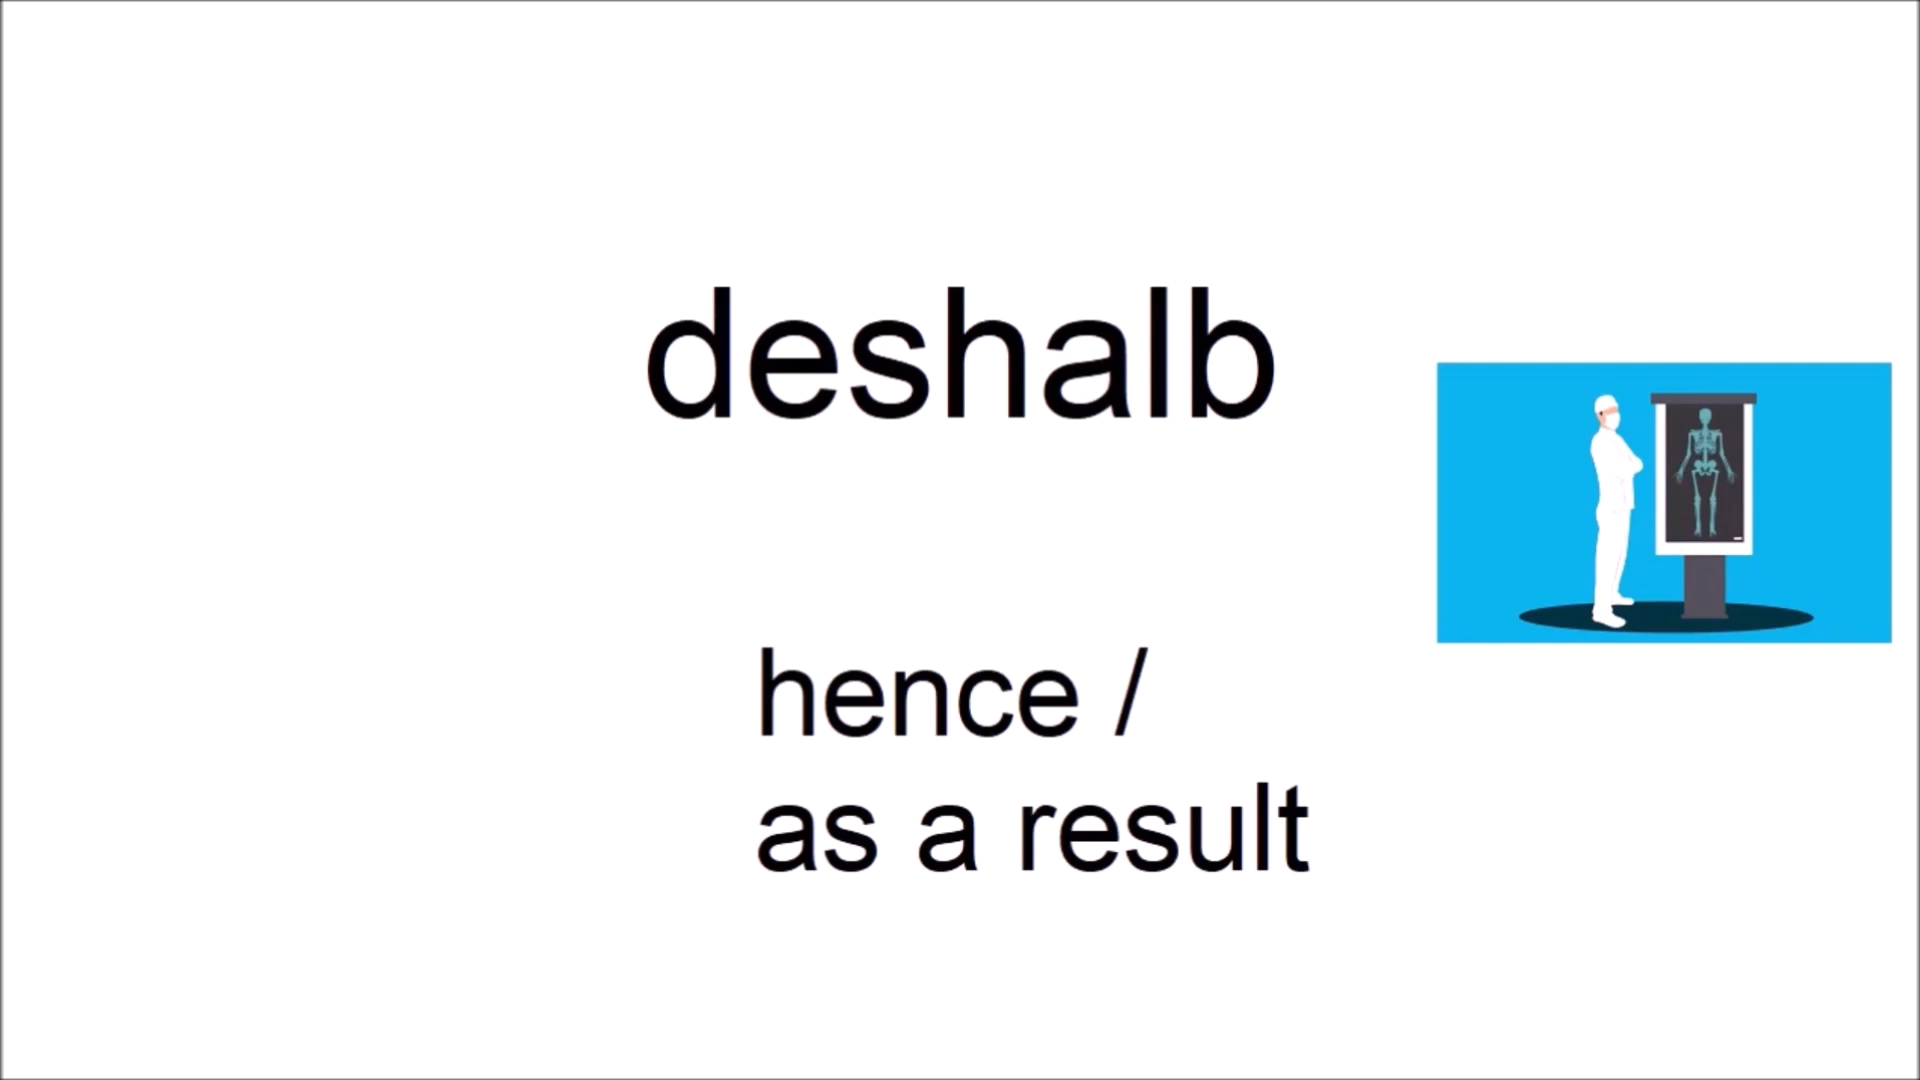 deshalb
hence /
as a result